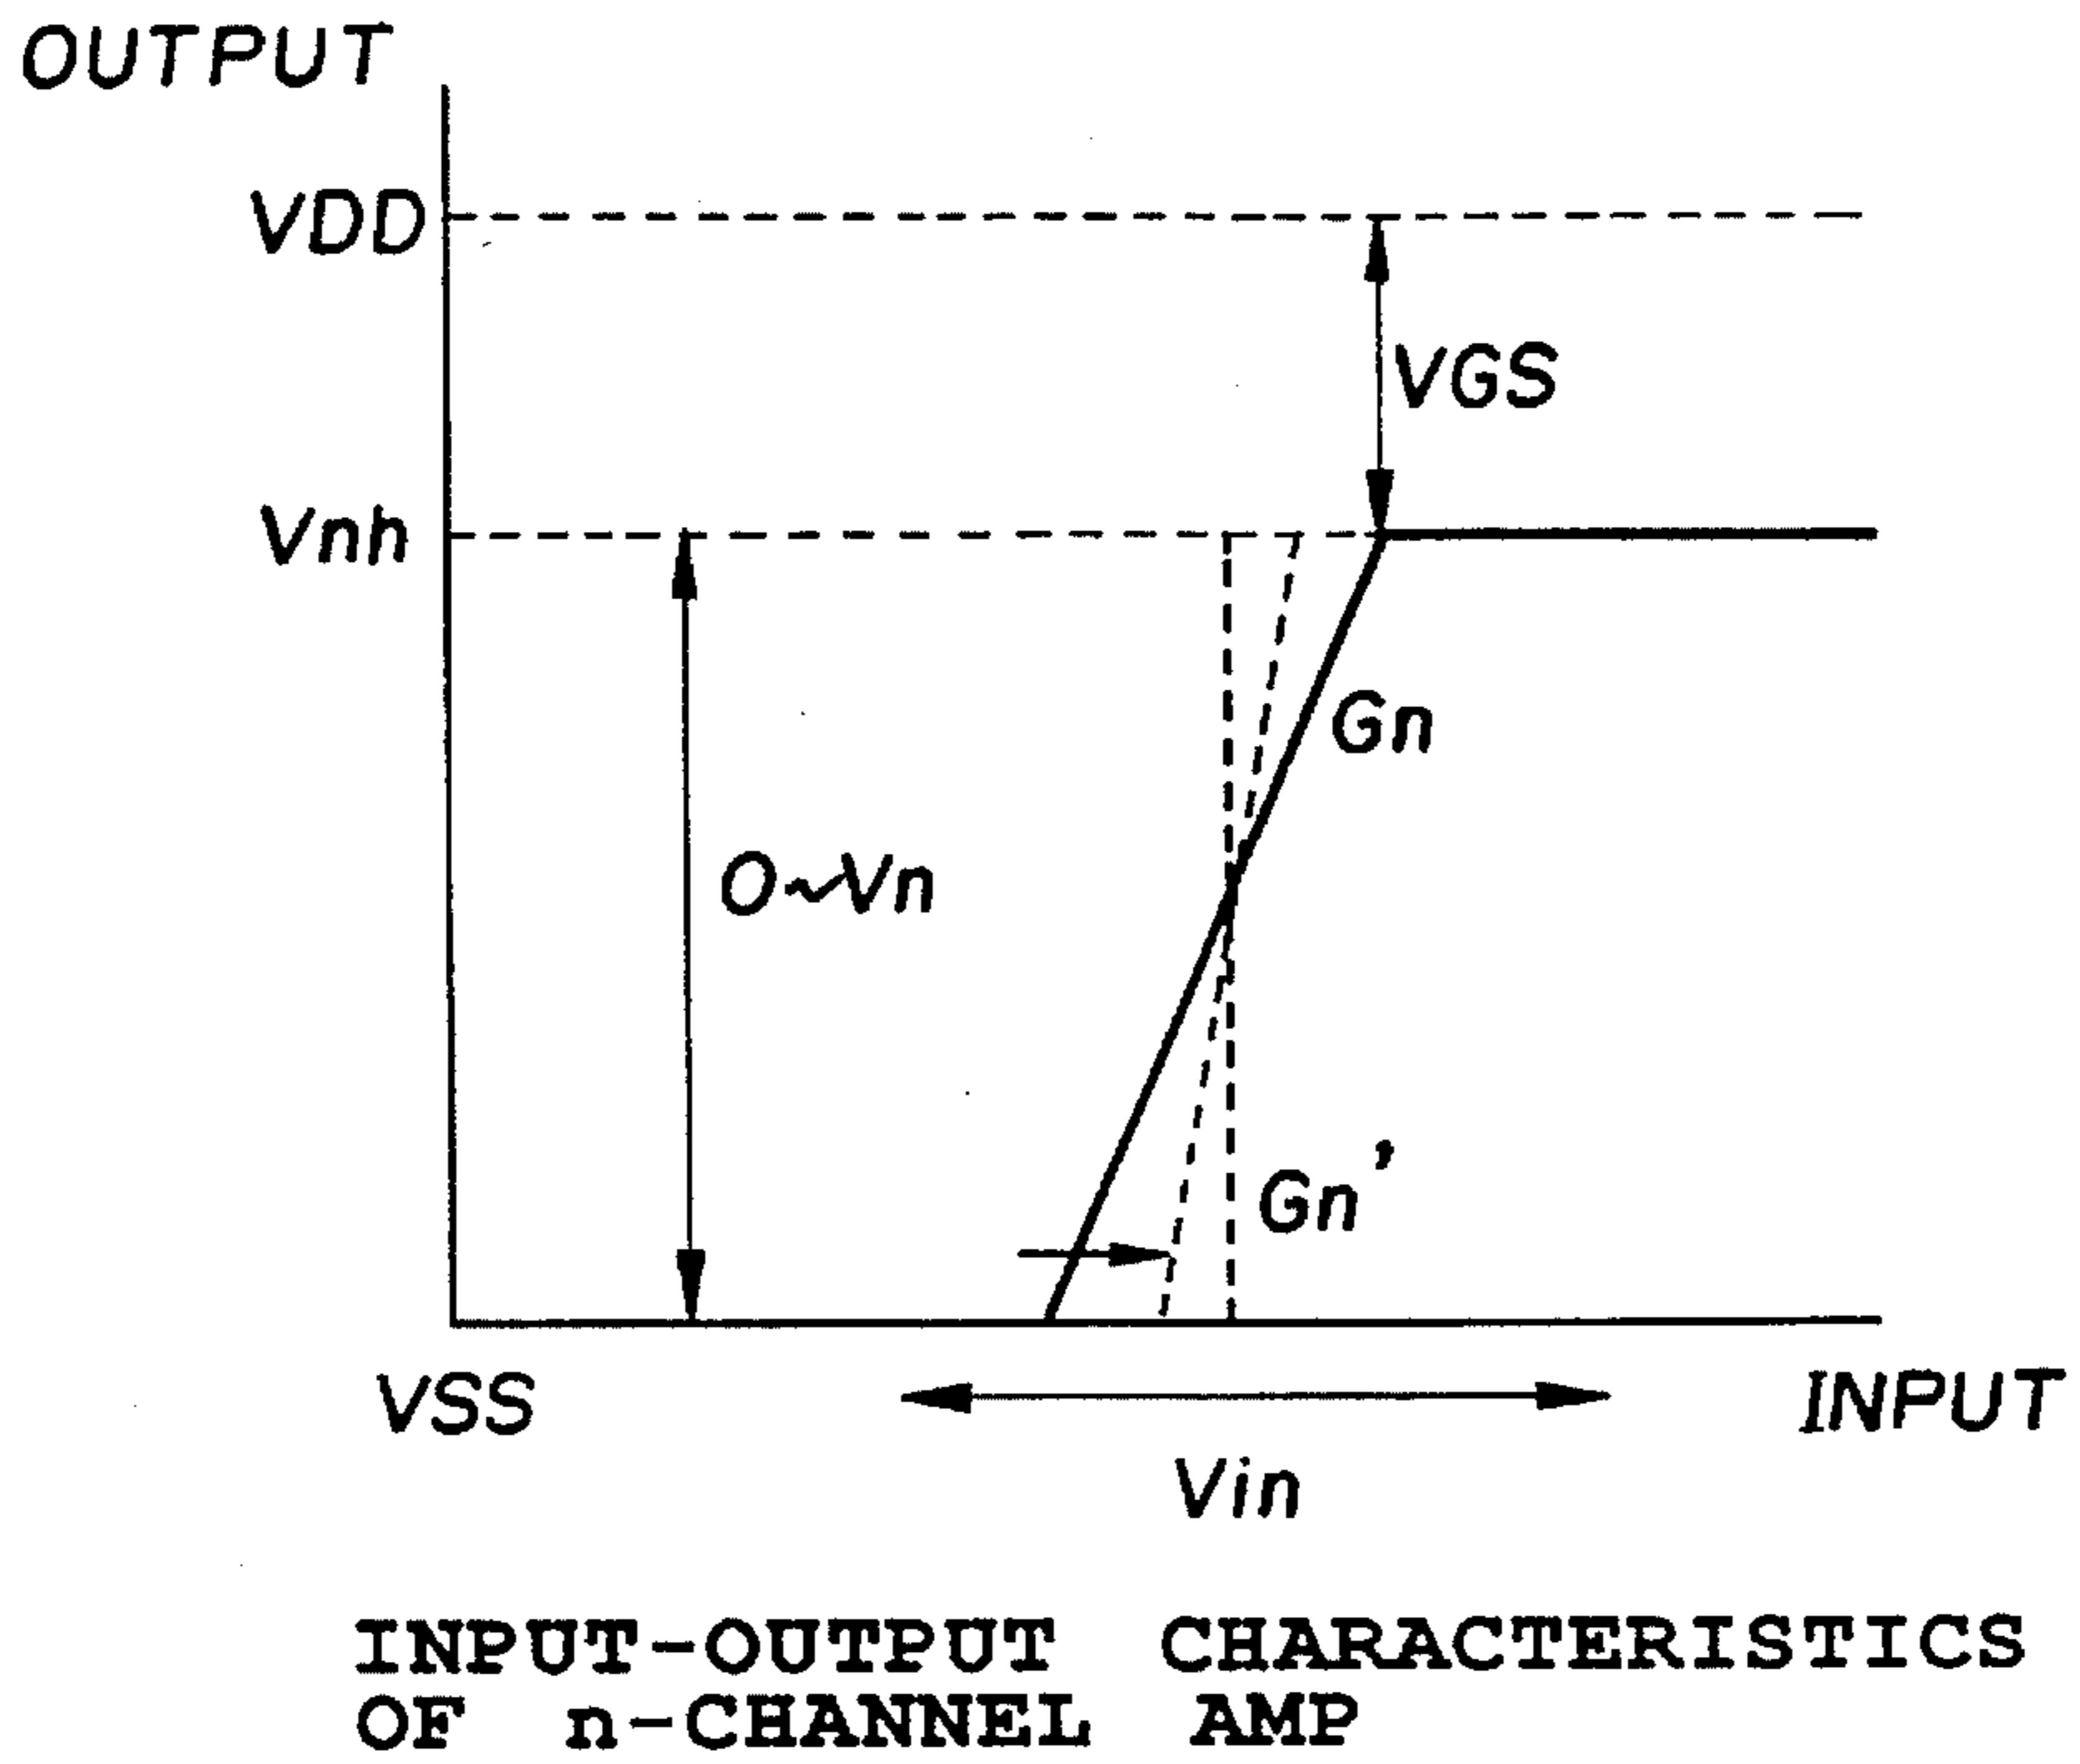 OUTPUT
VDD
VGS
Vnh
Gn
O~Vn
Gn'
VSS
INPUT
Vin
INPUT-OUTPUT CHARACTERISTICS
OF n-CHANNEL AMP